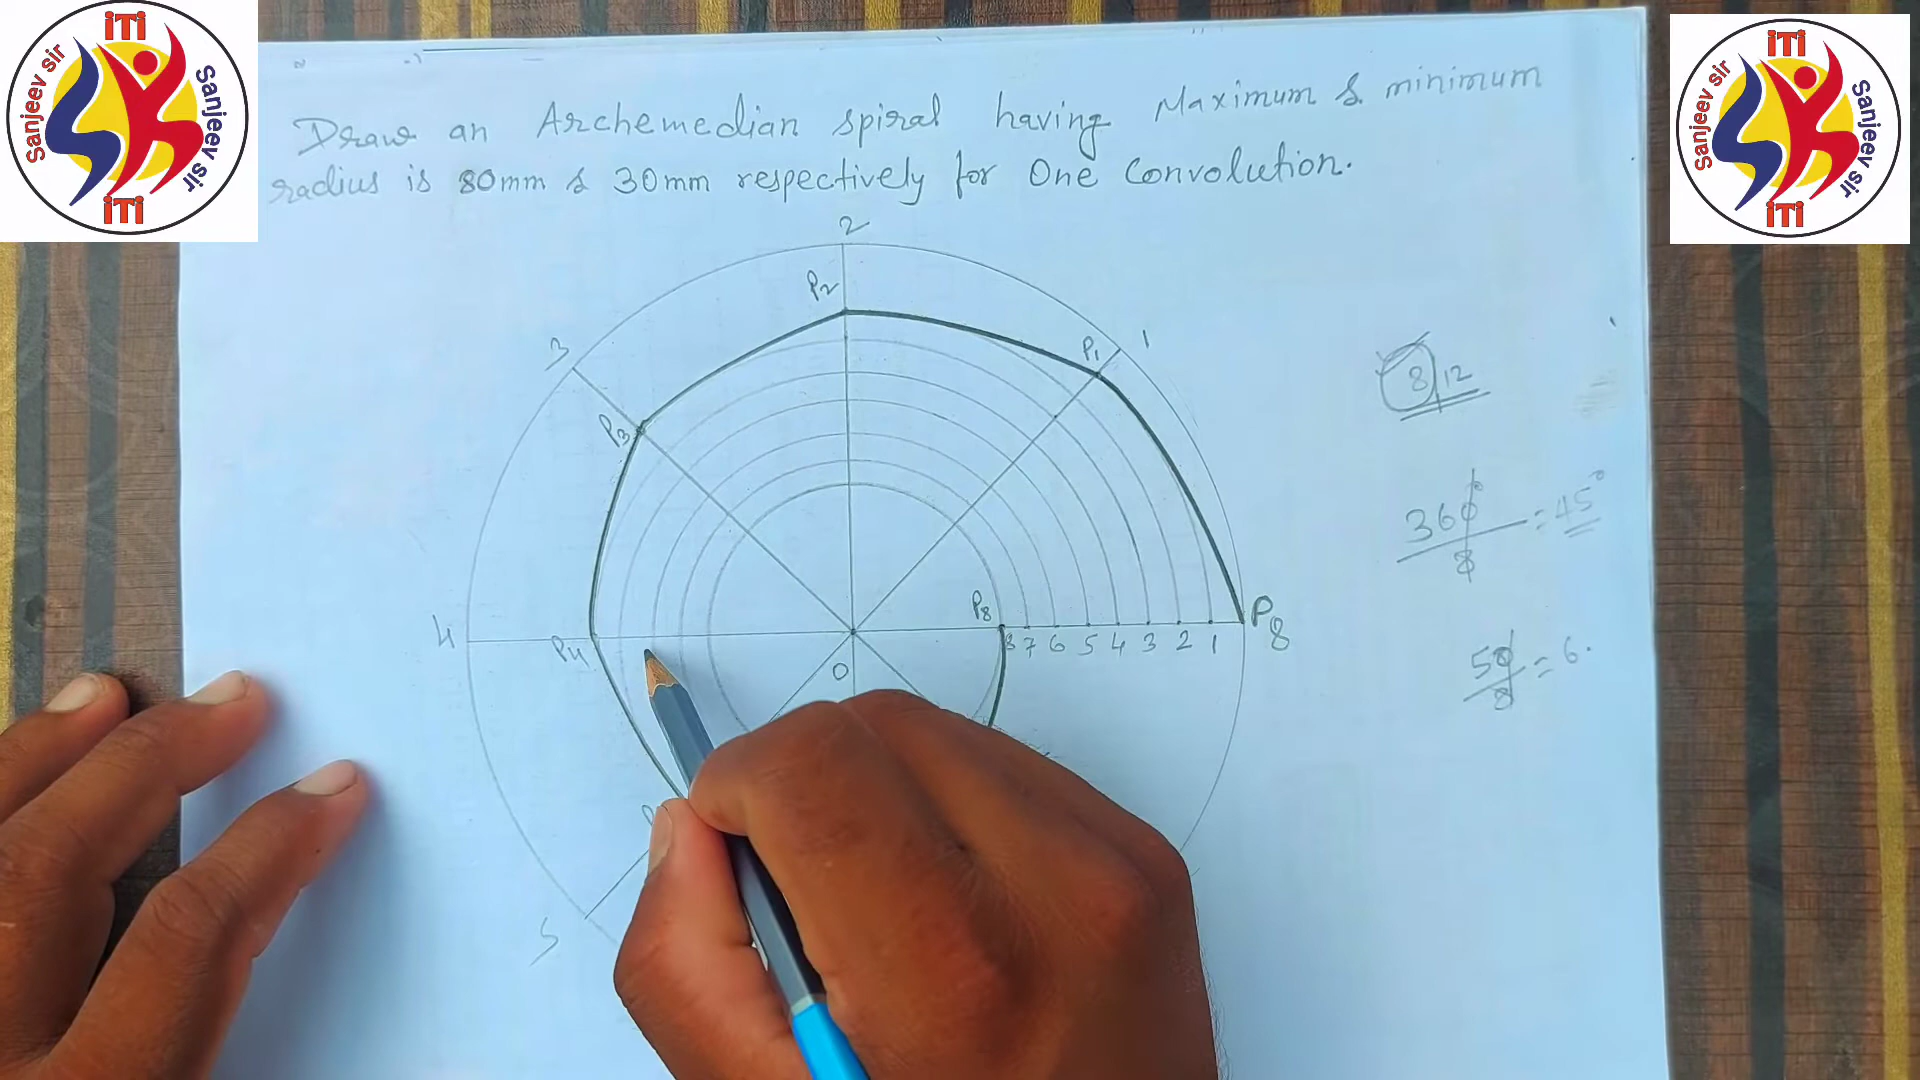 iTi
Sanjeev sir
Sanjeev sir
iTi
iTi
Sanjeev sir
Sanjeev sir
iTi
Draw an Archemedian spiral having Maximum & minimum
radius is 80mm & 30mm respectively for One Convolution.
2
P2
3
P1 1
P3
8 12
360°/8 = 45°
P8 P
4 P4 8 7 6 5 4 3 2 1 8
O
50/8 = 6.
5